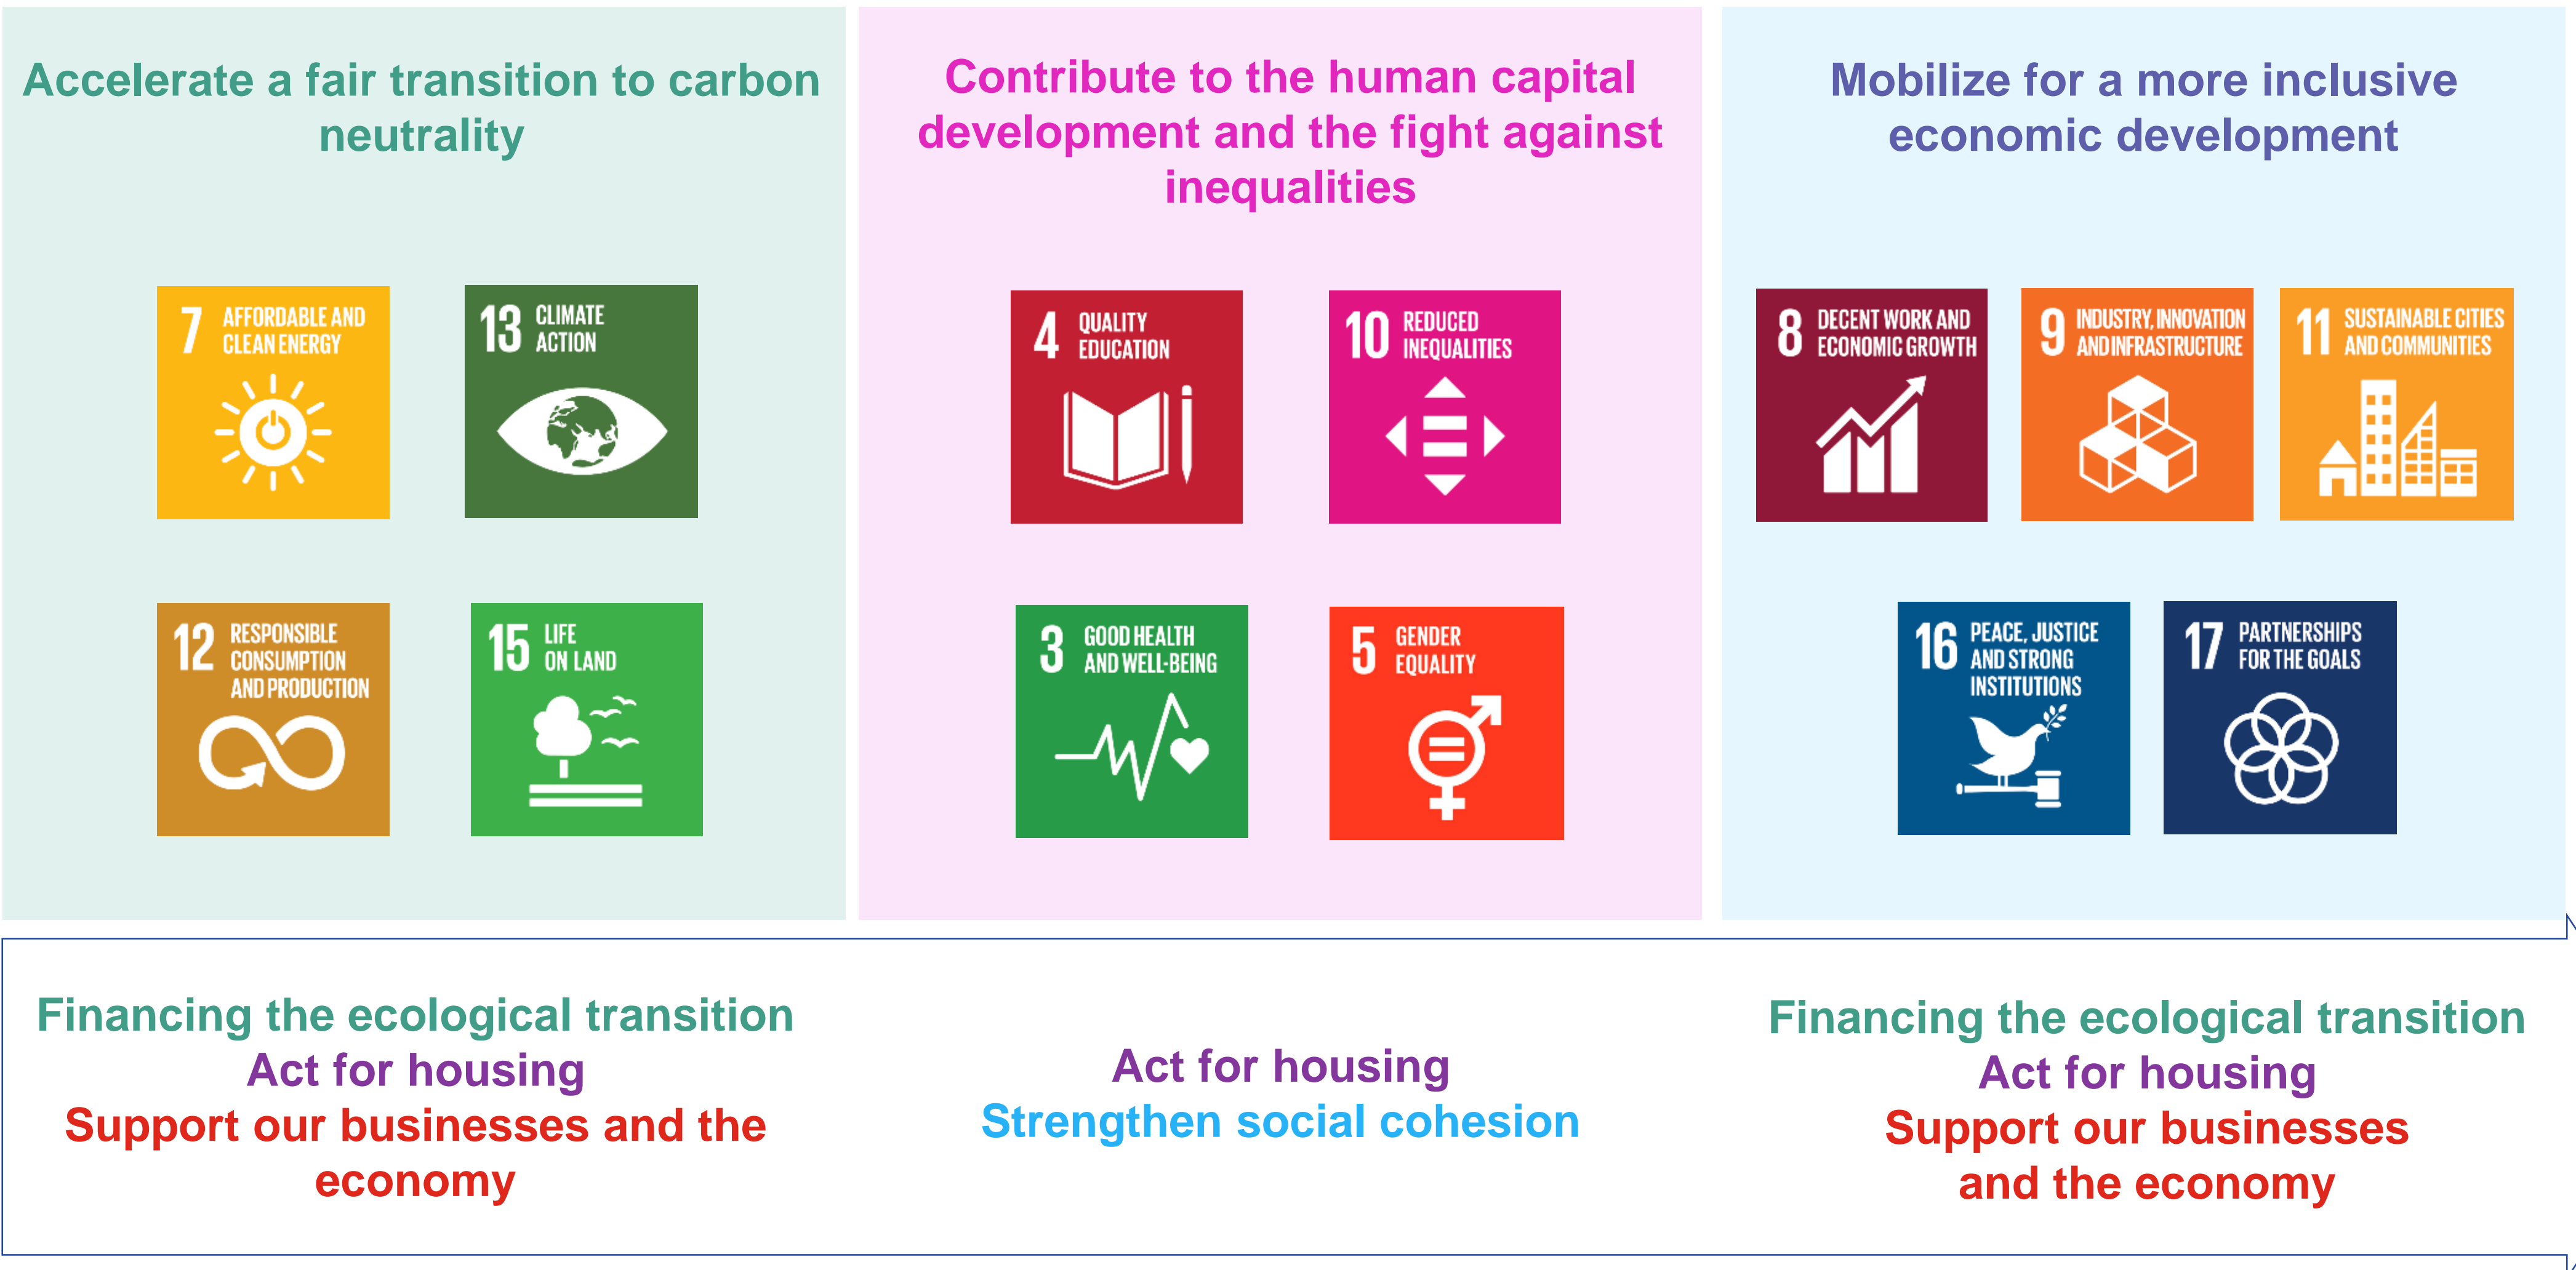 Accelerate a fair transition to carbon
neutrality
7 AFFORDABLE AND
CLEAN ENERGY
13 CLIMATE
ACTION
12 RESPONSIBLE
CONSUMPTION
AND PRODUCTION
15 LIFE
ON LAND
Contribute to the human capital
development and the fight against
inequalities
4 QUALITY
EDUCATION
10 REDUCED
INEQUALITIES
3 GOOD HEALTH
AND WELL-BEING
5 GENDER
EQUALITY
Mobilize for a more inclusive
economic development
8 DECENT WORK AND
ECONOMIC GROWTH
9 INDUSTRY, INNOVATION
AND INFRASTRUCTURE
11 SUSTAINABLE CITIES
AND COMMUNITIES
16 PEACE, JUSTICE
AND STRONG
INSTITUTIONS
17 PARTNERSHIPS
FOR THE GOALS
Financing the ecological transition
Act for housing
Support our businesses and the
economy
Act for housing
Strengthen social cohesion
Financing the ecological transition
Act for housing
Support our businesses
and the economy